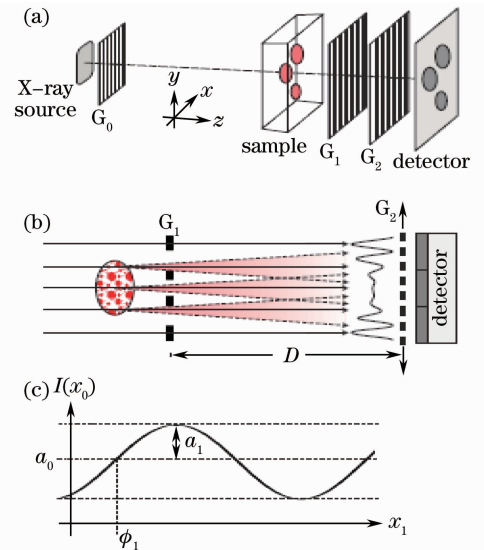 (a)
X–ray
source
G₀
y
x
z
sample
G₁
G₂
detector
(b)
G₁
G₂
detector
D
(c)
I(x₀)
a₀
a₁
ϕ₁
x₁